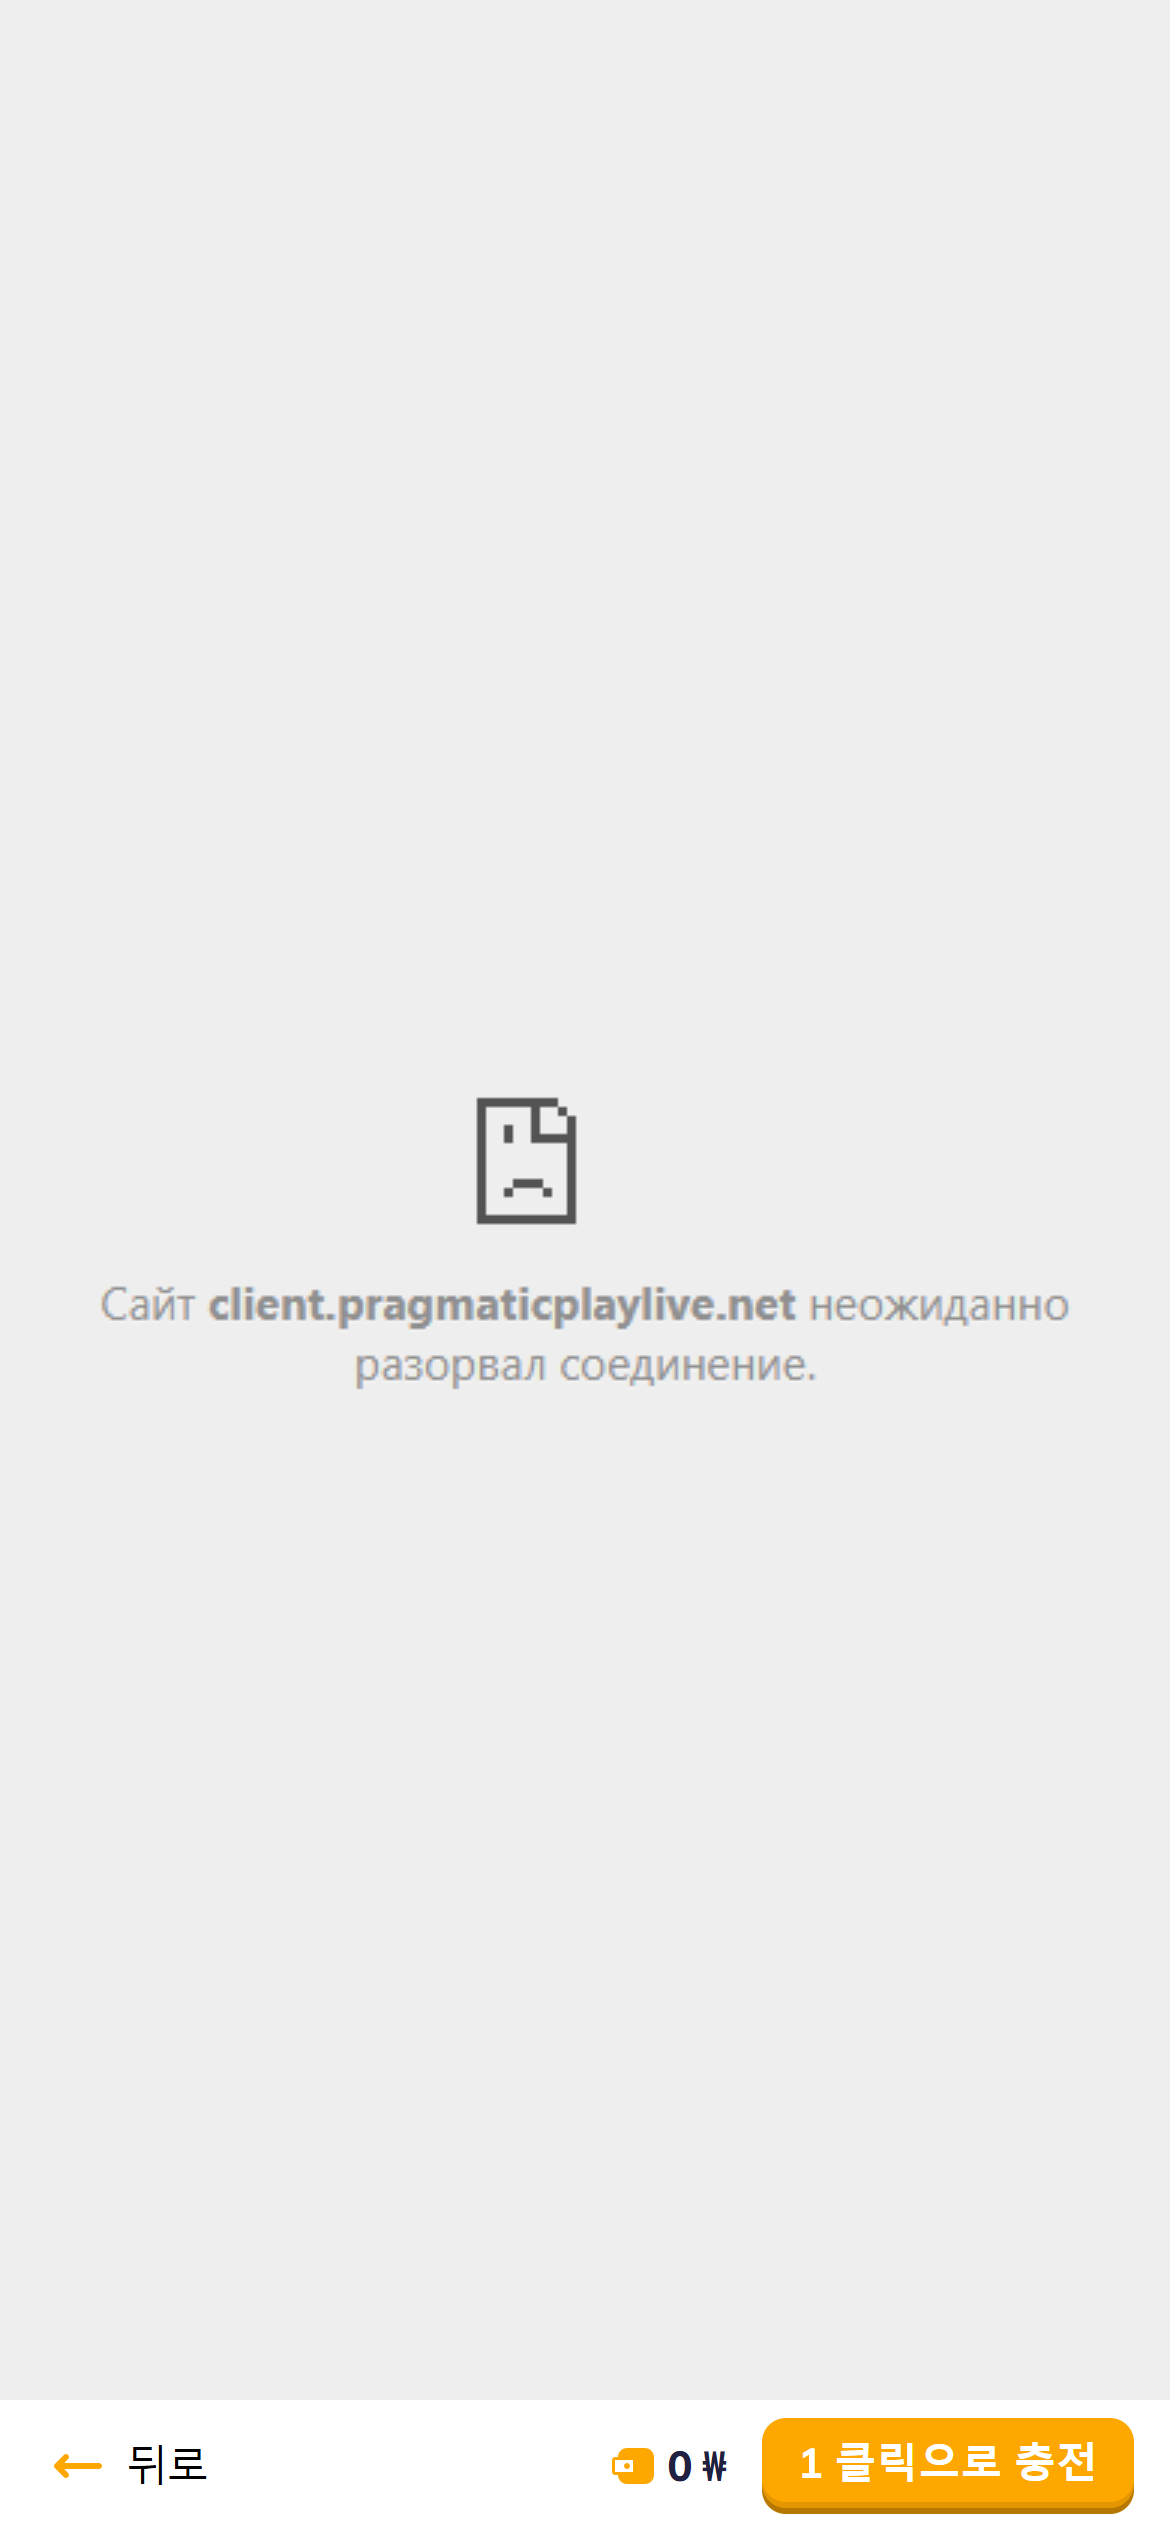 Сайт client.pragmaticplaylive.net неожиданно
разорвал соединение.
뒤로
0 ₩
1 클릭으로 충전